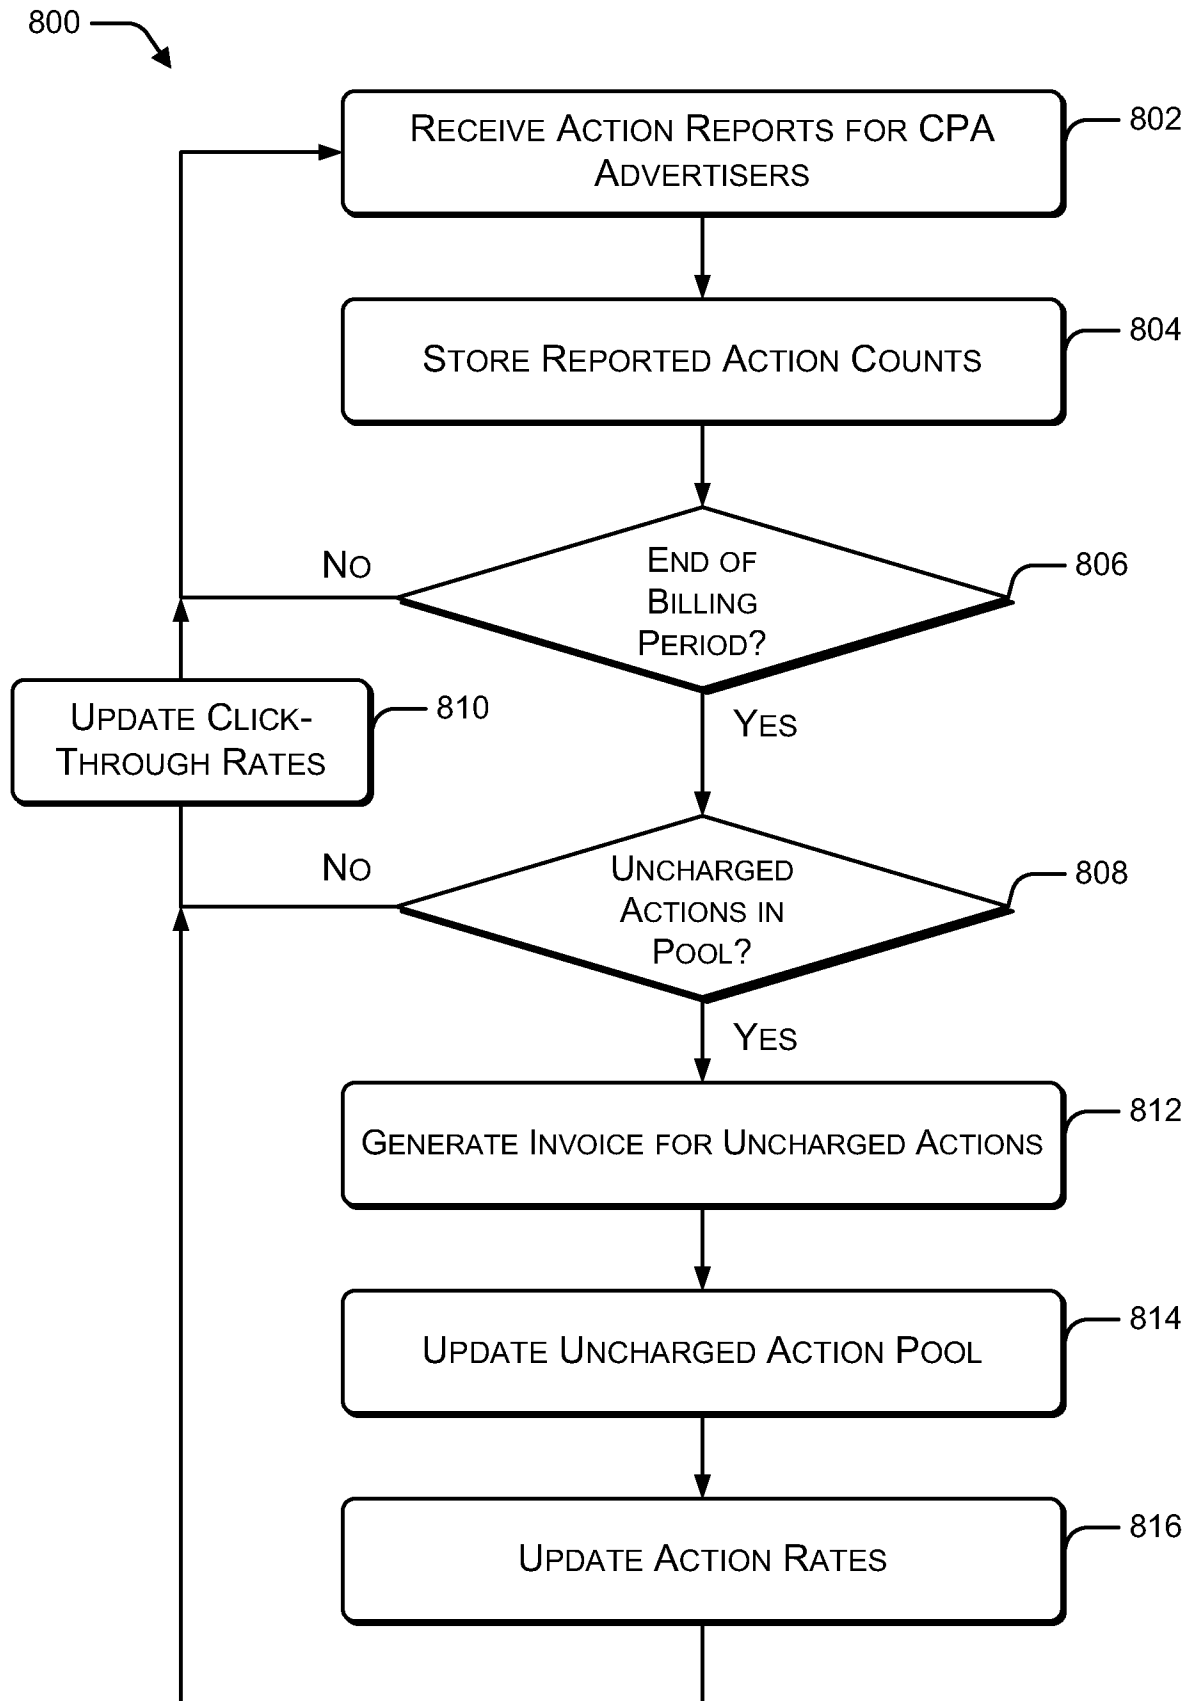 800
RECEIVE ACTION REPORTS FOR CPA
ADVERTISERS
802
STORE REPORTED ACTION COUNTS
804
NO
END OF
BILLING
PERIOD?
806
YES
UPDATE CLICK-
THROUGH RATES
810
NO
UNCHARGED
ACTIONS IN
POOL?
808
YES
GENERATE INVOICE FOR UNCHARGED ACTIONS
812
UPDATE UNCHARGED ACTION POOL
814
UPDATE ACTION RATES
816